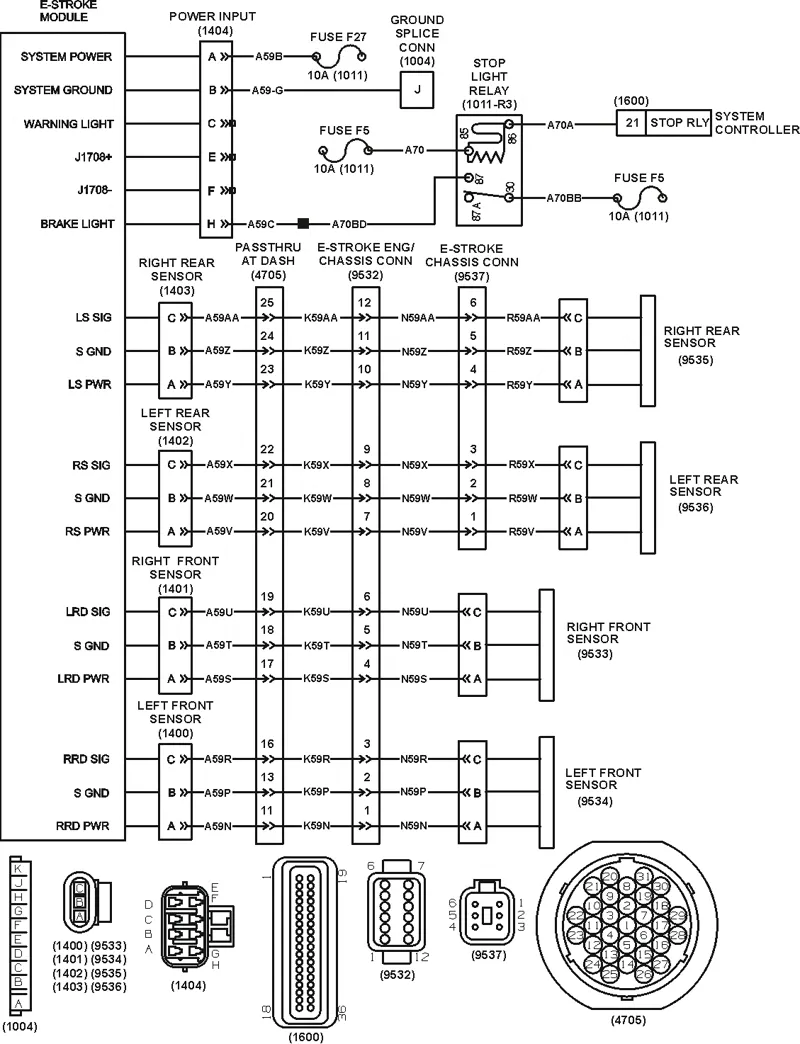 E-STROKE
MODULE
POWER INPUT
(1404)
GROUND
SPLICE
CONN
(1004)
FUSE F27
10A (1011)
STOP
LIGHT
RELAY
(1011-R3)
SYSTEM POWER A A59B
SYSTEM GROUND B A59-G J
WARNING LIGHT C
J1708+ E
J1708- F
BRAKE LIGHT H A59C A70BD
FUSE F5
10A (1011)
A70
85
86
87
87A
30
A70A
(1600)
21 STOP RLY
SYSTEM
CONTROLLER
A70BB
FUSE F5
10A (1011)
PASSTHRU
AT DASH
(4705)
E-STROKE ENG/
CHASSIS CONN
(9532)
E-STROKE
CHASSIS CONN
(9537)
RIGHT REAR
SENSOR
(1403)
LS SIG C A59AA 25 K59AA 12 N59AA 6 R59AA C
S GND B A59Z 24 K59Z 11 N59Z 5 R59Z B
LS PWR A A59Y 23 K59Y 10 N59Y 4 R59Y A
RIGHT REAR
SENSOR
(9535)
LEFT REAR
SENSOR
(1402)
RS SIG C A59X 22 K59X 9 N59X 3 R59X C
S GND B A59W 21 K59W 8 N59W 2 R59W B
RS PWR A A59V 20 K59V 7 N59V 1 R59V A
LEFT REAR
SENSOR
(9536)
RIGHT FRONT
SENSOR
(1401)
LRD SIG C A59U 19 K59U 6 N59U C
S GND B A59T 18 K59T 5 N59T B
LRD PWR A A59S 17 K59S 4 N59S A
RIGHT FRONT
SENSOR
(9533)
LEFT FRONT
SENSOR
(1400)
RRD SIG C A59R 16 K59R 3 N59R C
S GND B A59P 13 K59P 2 N59P B
RRD PWR A A59N 11 K59N 1 N59N A
LEFT FRONT
SENSOR
(9534)
K
J
H
G
F
E
D
C
B
A
(1004)
C
B
A
(1400) (9533)
(1401) (9534)
(1402) (9535)
(1403) (9536)
D E
C F
B G
A H
(1404)
1 19
18 36
(1600)
6 7
1 12
(9532)
6 1
5 2
4 3
(9537)
20 31
21 8 30
9 19
10 2 18
22 3 7 17 29
11 1
23 4 6 28
12 5 16
13 15
24 14 27
25 26
(4705)